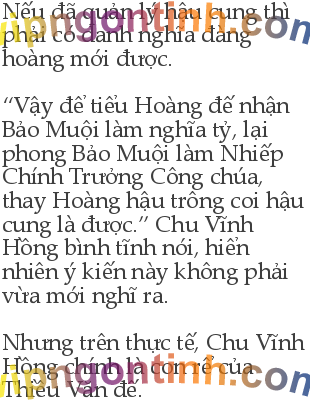 Nếu đã quản lý hậu cung thì
phải có danh nghĩa đàng
hoàng mới được.
“Vậy để tiểu Hoàng đế nhận
Bảo Muội làm nghĩa tỷ, lại
phong Bảo Muội làm Nhiếp
Chính Trưởng Công chúa,
thay Hoàng hậu trông coi hậu
cung là được.” Chu Vĩnh
Hồng bình tĩnh nói, hiển
nhiên ý kiến này không phải
vừa mới nghĩ ra.
Nhưng trên thực tế, Chu Vĩnh
Hồng chính là con rể của
Thiệu Văn đế.
vipngontinh.com
vipngontinh.com